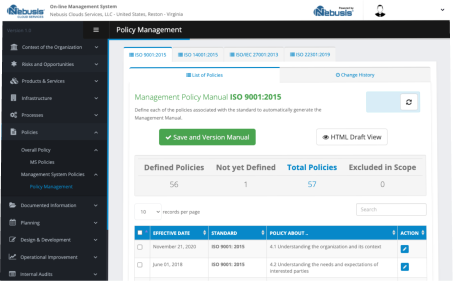 Nebusis
CLOUD SERVICES
On-line Management System
Nebusis Clouds Services, LLC - United States, Reston - Virginia
Powered by
Nebusis
Version 7.0
Policy Management
Context of the Organization
Risks and Opportunities
Products & Services
Infrastructure
Processes
Policies
Overall Policy
MS Policies
Management System Policies
Policy Management
Documented Information
Planning
Design & Development
Operational Improvement
Internal Audits
ISO 9001:2015
ISO 14001:2015
ISO/IEC 27001:2013
ISO 22301:2019
List of Policies
Change History
Management Policy Manual ISO 9001:2015
Define each of the policies associated with the standard to automatically generate the
Management Manual.
Save and Version Manual
HTML Draft View
Defined Policies Not yet Defined Total Policies Excluded in Scope
56 1 57 0
10 records per page
Search
EFFECTIVE DATE STANDARD POLICY ABOUT .. ACTION
November 21, 2020 ISO 9001: 2015 4.1 Understanding the organisation and its context
June 01, 2018 ISO 9001: 2015 4.2 Understanding the needs and expectations of
interested parties